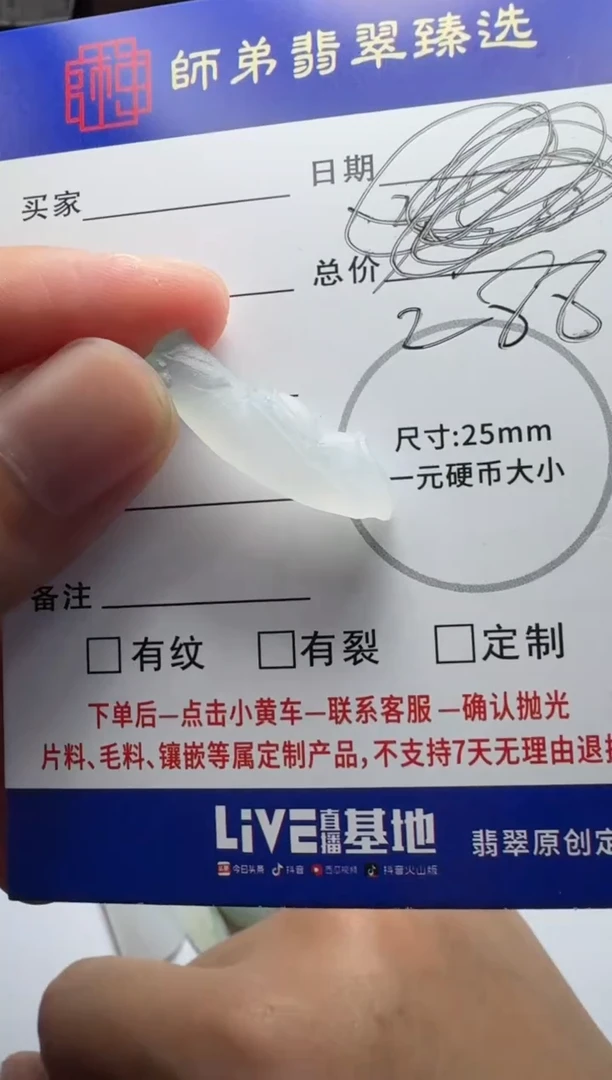 師弟翡翠臻选
日期
买家
总价
288
尺寸:25mm
一元硬币大小
备注
有纹 有裂 定制
下单后—点击小黄车—联系客服—确认抛光
片料、毛料、镶嵌等属定制产品,不支持7天无理由退
LiVE直播基地
翡翠原创定
今日头条 抖音 西瓜视频 抖音火山版